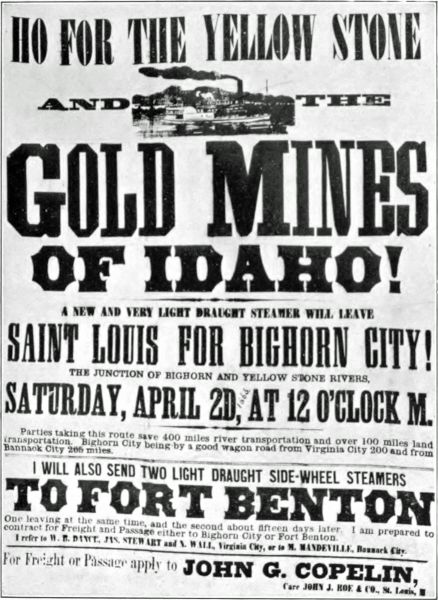 HO FOR THE YELLOW STONE
AND THE
GOLD MINES
OF IDAHO!
A NEW AND VERY LIGHT DRAUGHT STEAMER WILL LEAVE
SAINT LOUIS FOR BIGHORN CITY!
THE JUNCTION OF BIGHORN AND YELLOW STONE RIVERS,
SATURDAY, APRIL 2D, AT 12 O'CLOCK M.
Parties taking this route save 400 miles river transportation and over 100 miles land
transportation. Bighorn City being by a good wagon road from Virginia City 200 and from
Bannack City 266 miles.
I WILL ALSO SEND TWO LIGHT DRAUGHT SIDE-WHEEL STEAMERS
TO FORT BENTON
One leaving at the same time, and the second about fifteen days later. I am prepared to
contract for Freight and Passage either to Bighorn City or Fort Benton.
I refer to W. B. DANCE, JAS. STEWART and N. WALL, Virginia City, or to M. MANDEVILLE, Bannack City.
For Freight or Passage apply to JOHN G. COPELIN,
Care JOHN J. ROE & CO., St. Louis, M